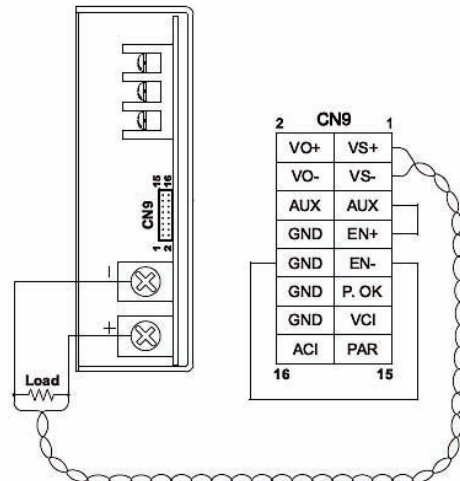 2 CN9 1
VO+ VS+
VO- VS-
AUX AUX
GND EN+
GND EN-
GND P. OK
GND VCI
ACI PAR
16 15
CN9
15 16
1 2
−
+
Load